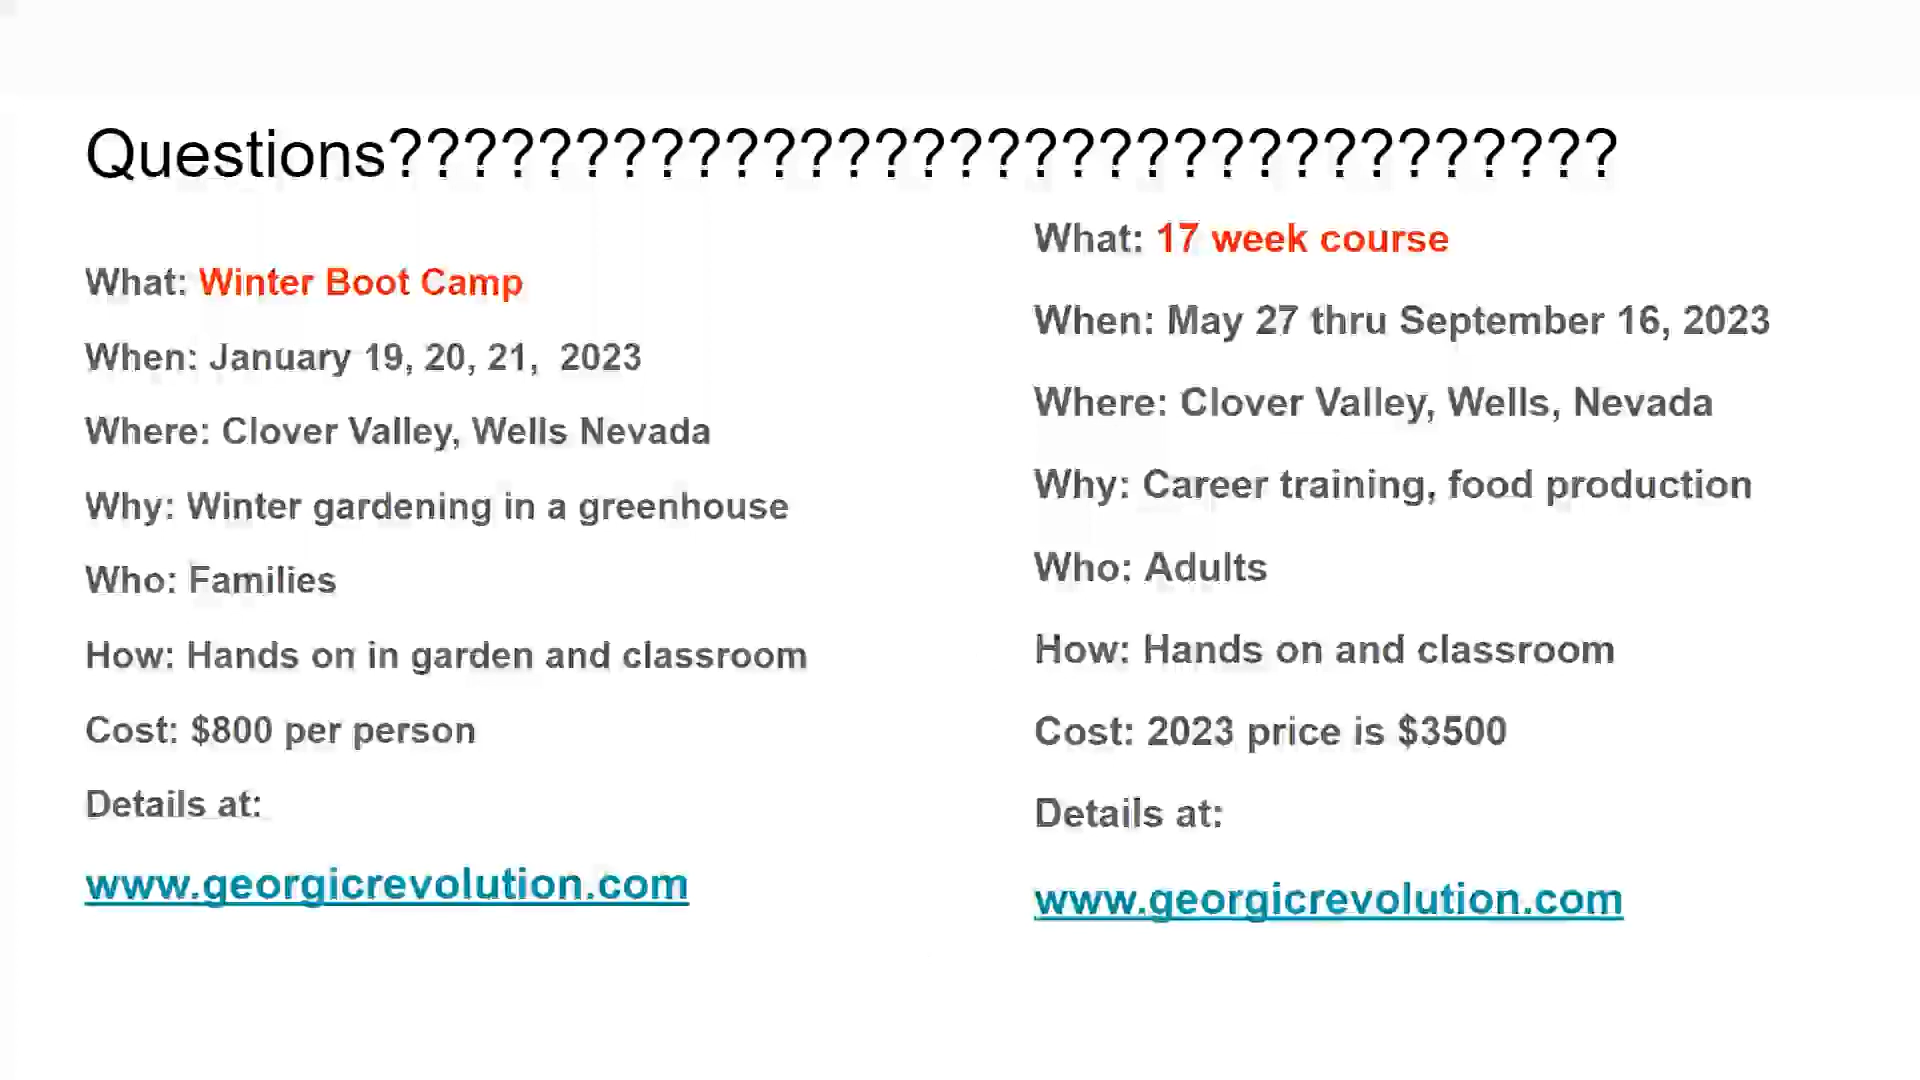 Questions?????????????????????????????????
What: Winter Boot Camp
When: January 19, 20, 21,  2023
Where: Clover Valley, Wells Nevada
Why: Winter gardening in a greenhouse
Who: Families
How: Hands on in garden and classroom
Cost: $800 per person
Details at:
www.georgicrevolution.com
What: 17 week course
When: May 27 thru September 16, 2023
Where: Clover Valley, Wells, Nevada
Why: Career training, food production
Who: Adults
How: Hands on and classroom
Cost: 2023 price is $3500
Details at:
www.georgicrevolution.com